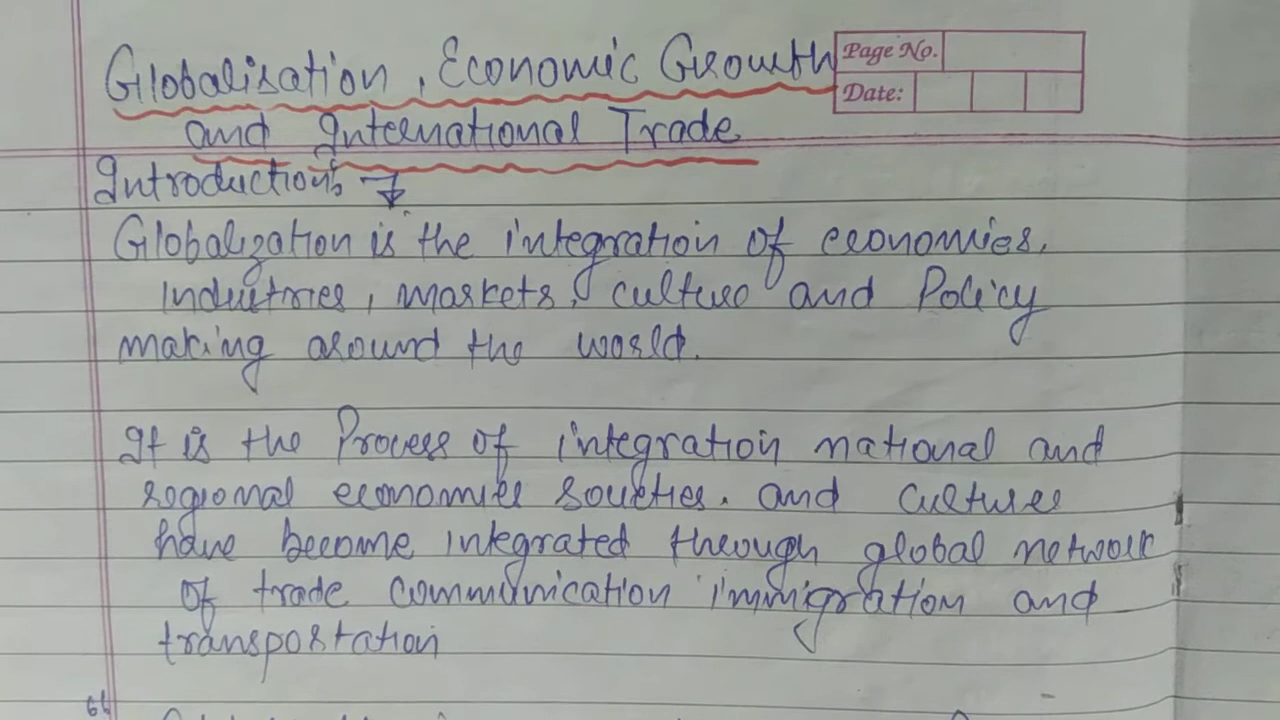 Globalisation, Economic Growth
Page No.
Date:
and International Trade
Introduction:
Globalization is the integration of economies,
industries, markets, culture and Policy
making around the world.
It is the Process of integration national and
regional economies societies. and cultures
have become integrated through global network
of trade communication immigration and
transportation